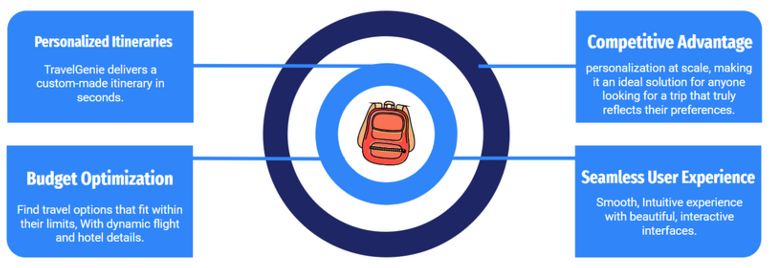 Personalized Itineraries
TravelGenie delivers a
custom-made itinerary in
seconds.
Competitive Advantage
personalization at scale, making
it an ideal solution for anyone
looking for a trip that truly
reflects their preferences.
Budget Optimization
Find travel options that fit within
their limits, With dynamic flight
and hotel details.
Seamless User Experience
Smooth, Intuitive experience
with beautiful, interactive
interfaces.